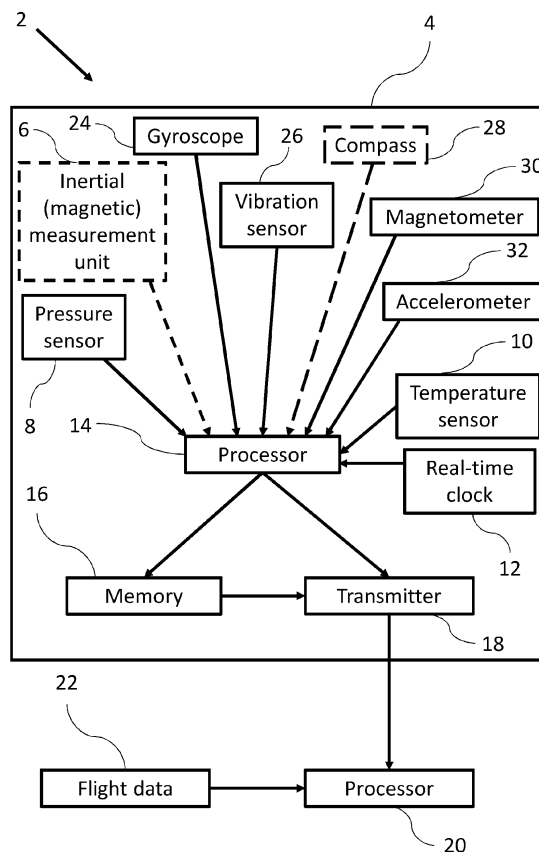 2
4
6
24
Gyroscope
26
Compass
28
Inertial
(magnetic)
measurement
unit
Vibration
sensor
30
Magnetometer
32
Accelerometer
Pressure
sensor
8
10
Temperature
sensor
14
Processor
Real-time
clock
12
16
Memory
Transmitter
18
22
Flight data
Processor
20